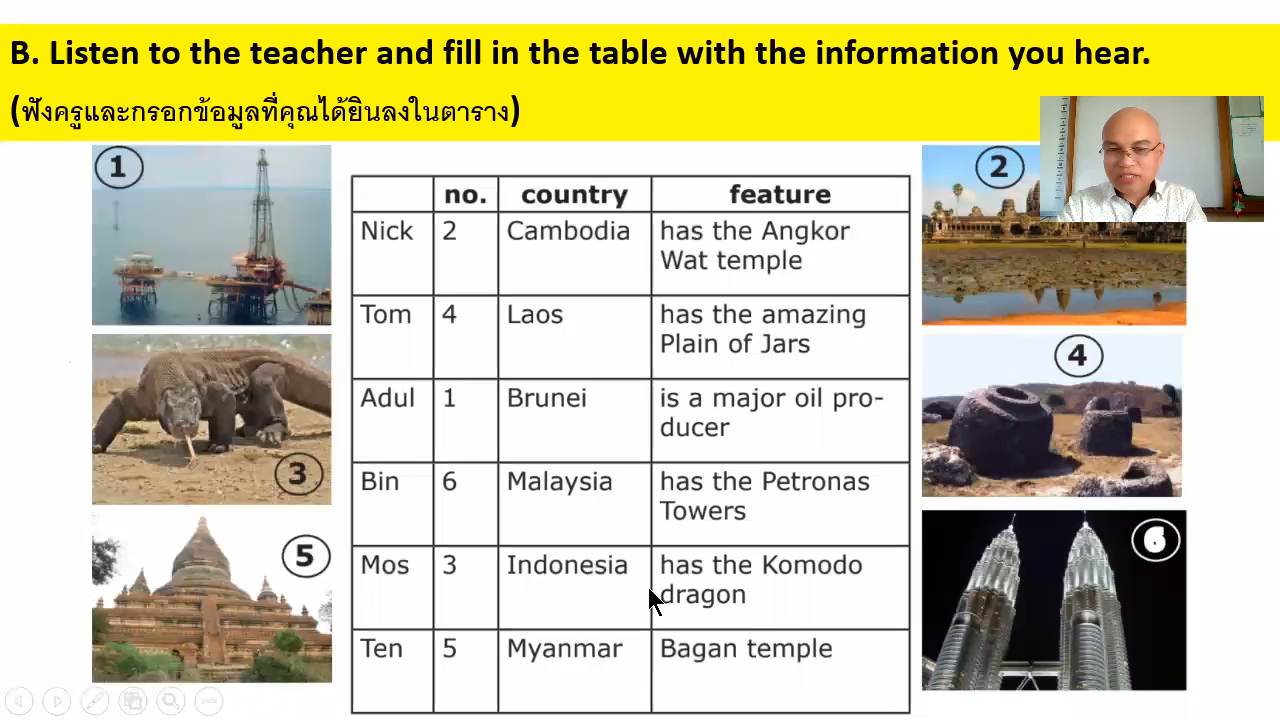 B. Listen to the teacher and fill in the table with the information you hear.
(ฟังครูและกรอกข้อมูลที่คุณได้ยินลงในตาราง)
1
2
no. country feature
Nick 2 Cambodia has the Angkor
Wat temple
Tom 4 Laos has the amazing
Plain of Jars
Adul 1 Brunei is a major oil pro-
ducer
Bin 6 Malaysia has the Petronas
Towers
Mos 3 Indonesia has the Komodo
dragon
Ten 5 Myanmar Bagan temple
3
4
5
6